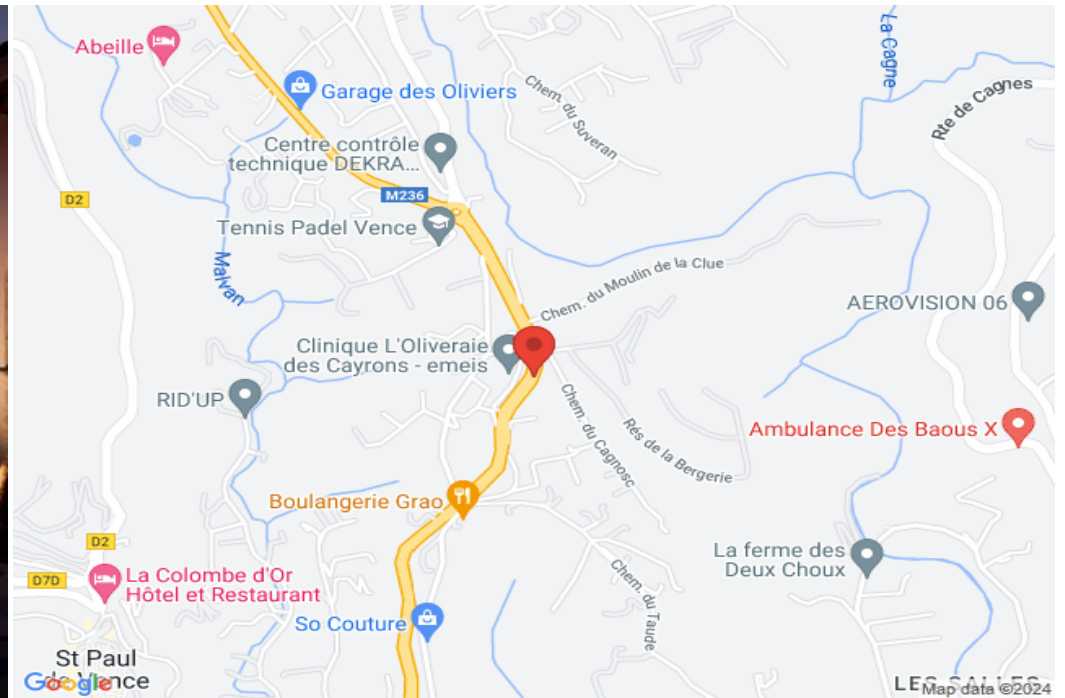 La Cagne
Abeille
Garage des Oliviers
Rte de Cagnes
Chem. du Suveran
Centre contrôle
technique DEKRA...
M236
D2
Tennis Padel Vence
Malvan
Chem. du Moulin de la Clue
AEROVISION 06
Clinique L'Oliveraie
des Cayrons - emeis
RID'UP
Chem. du Cagnosc
Rés de la Bergerie
Ambulance Des Baous X
Boulangerie Grao
D2
La ferme des
Deux Choux
D7D
La Colombe d'Or
Hôtel et Restaurant
Chem. du Taude
So Couture
St Paul
de Vence
Google
LES SALLES
Map data ©2024